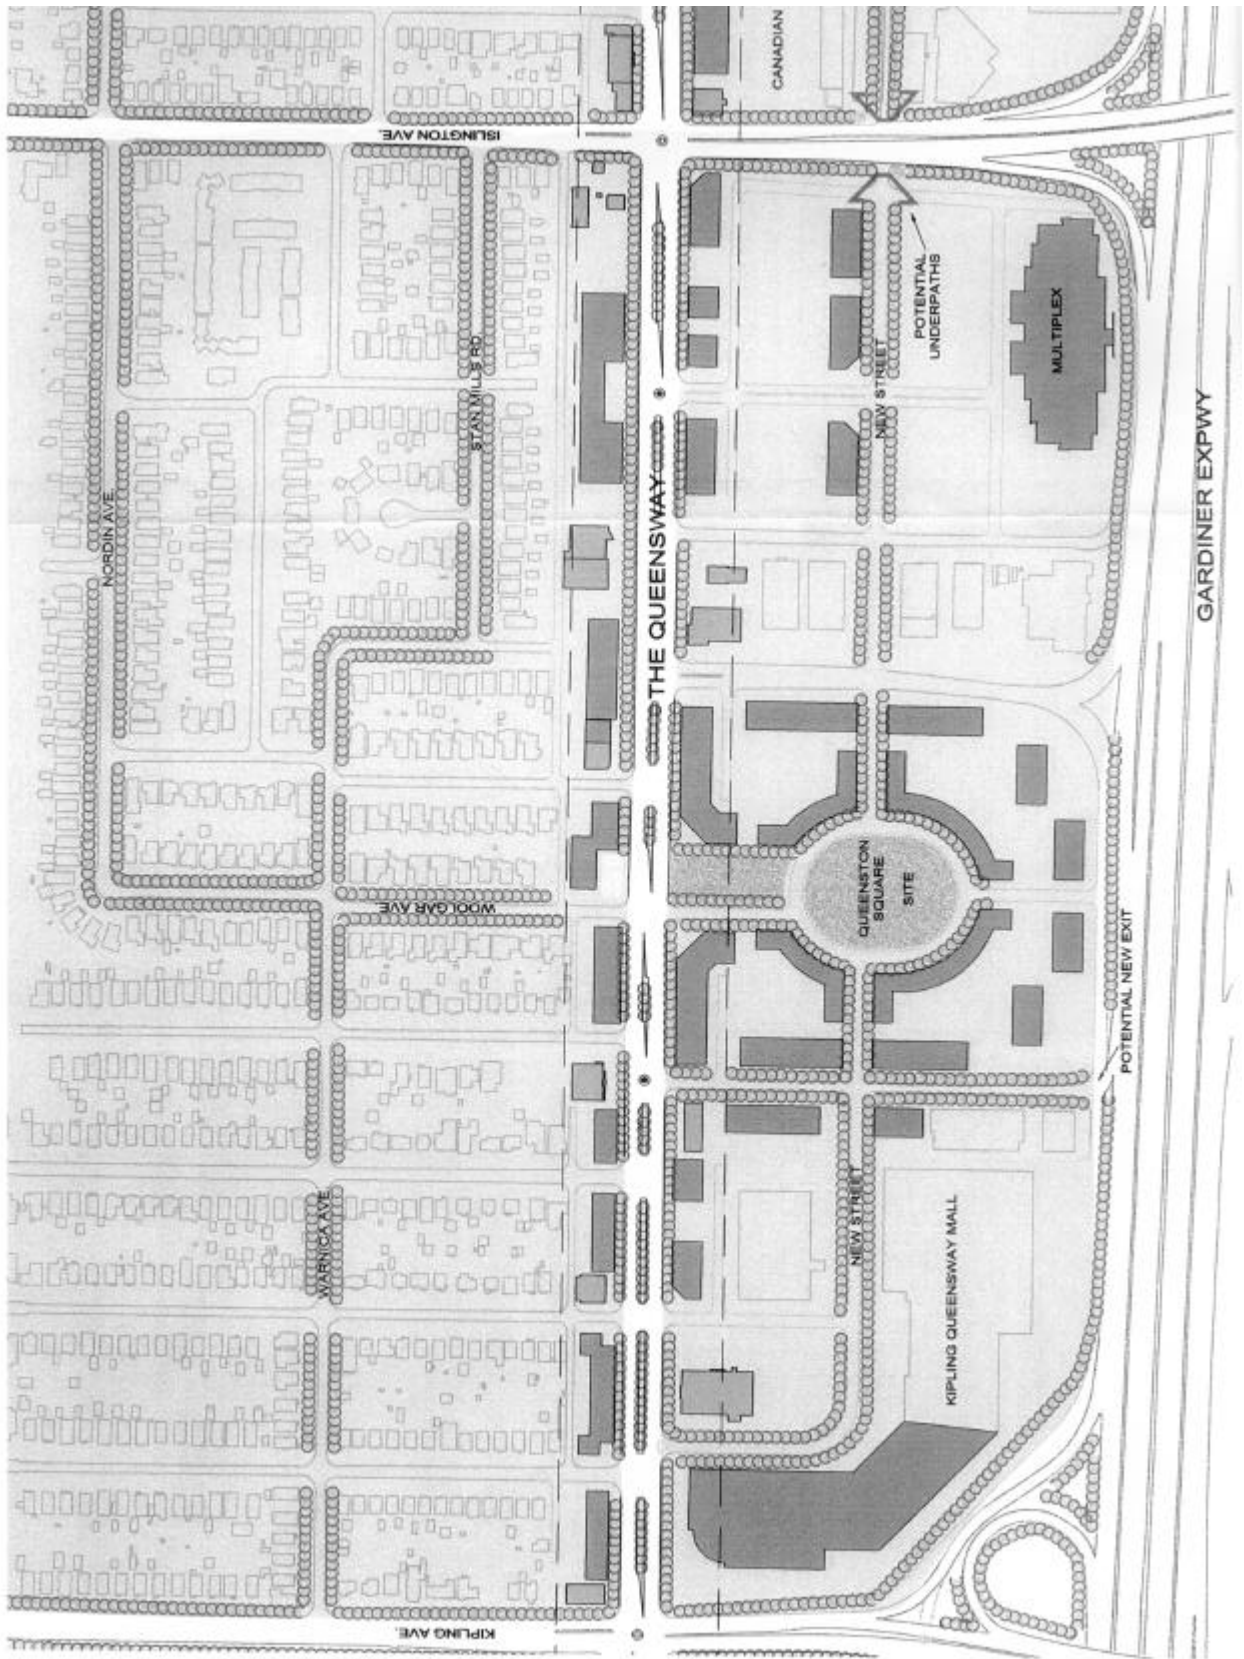 CANADIAN
ISLINGTON AVE.
POTENTIAL
UNDERPATHS
MULTIPLEX
NEW STREET
STAN MILLS RD
NORDIN AVE.
THE QUEENSWAY
GARDINER EXPWY
QUEENSTON
SQUARE
SITE
WOOLGAR AVE.
POTENTIAL NEW EXIT
WARNICA AVE
NEW STREET
KIPLING QUEENSWAY MALL
KIPLING AVE.